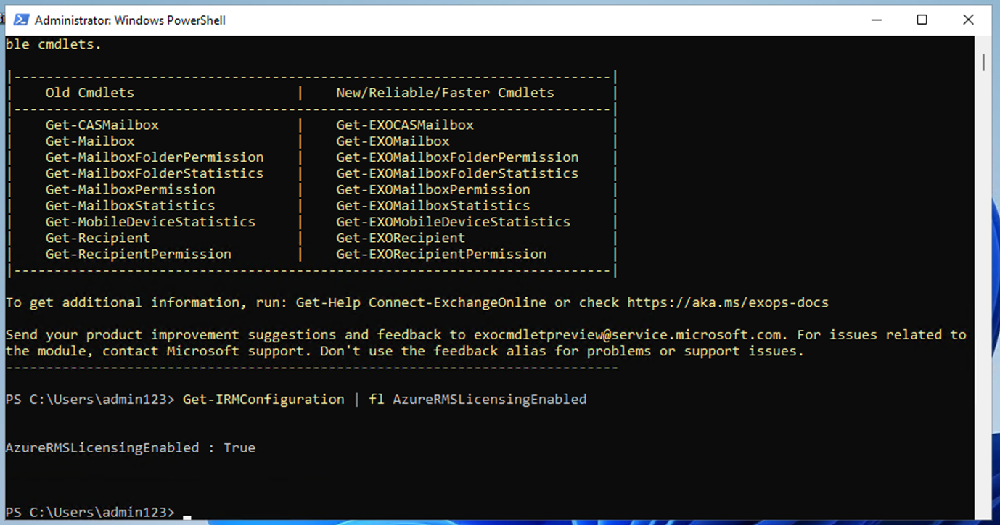 Administrator: Windows PowerShell
ble cmdlets.
|--------------------------------------------------------------------------|
| Old Cmdlets | New/Reliable/Faster Cmdlets |
|--------------------------------------------------------------------------|
| Get-CASMailbox | Get-EXOCASMailbox |
| Get-Mailbox | Get-EXOMailbox |
| Get-MailboxFolderPermission | Get-EXOMailboxFolderPermission |
| Get-MailboxFolderStatistics | Get-EXOMailboxFolderStatistics |
| Get-MailboxPermission | Get-EXOMailboxPermission |
| Get-MailboxStatistics | Get-EXOMailboxStatistics |
| Get-MobileDeviceStatistics | Get-EXOMobileDeviceStatistics |
| Get-Recipient | Get-EXORecipient |
| Get-RecipientPermission | Get-EXORecipientPermission |
|--------------------------------------------------------------------------|
To get additional information, run: Get-Help Connect-ExchangeOnline or check https://aka.ms/exops-docs
Send your product improvement suggestions and feedback to exocmdletpreview@service.microsoft.com. For issues related to
the module, contact Microsoft support. Don't use the feedback alias for problems or support issues.
----------------------------------------------------------------------------
PS C:\Users\admin123> Get-IRMConfiguration | fl AzureRMSLicensingEnabled
AzureRMSLicensingEnabled : True
PS C:\Users\admin123>